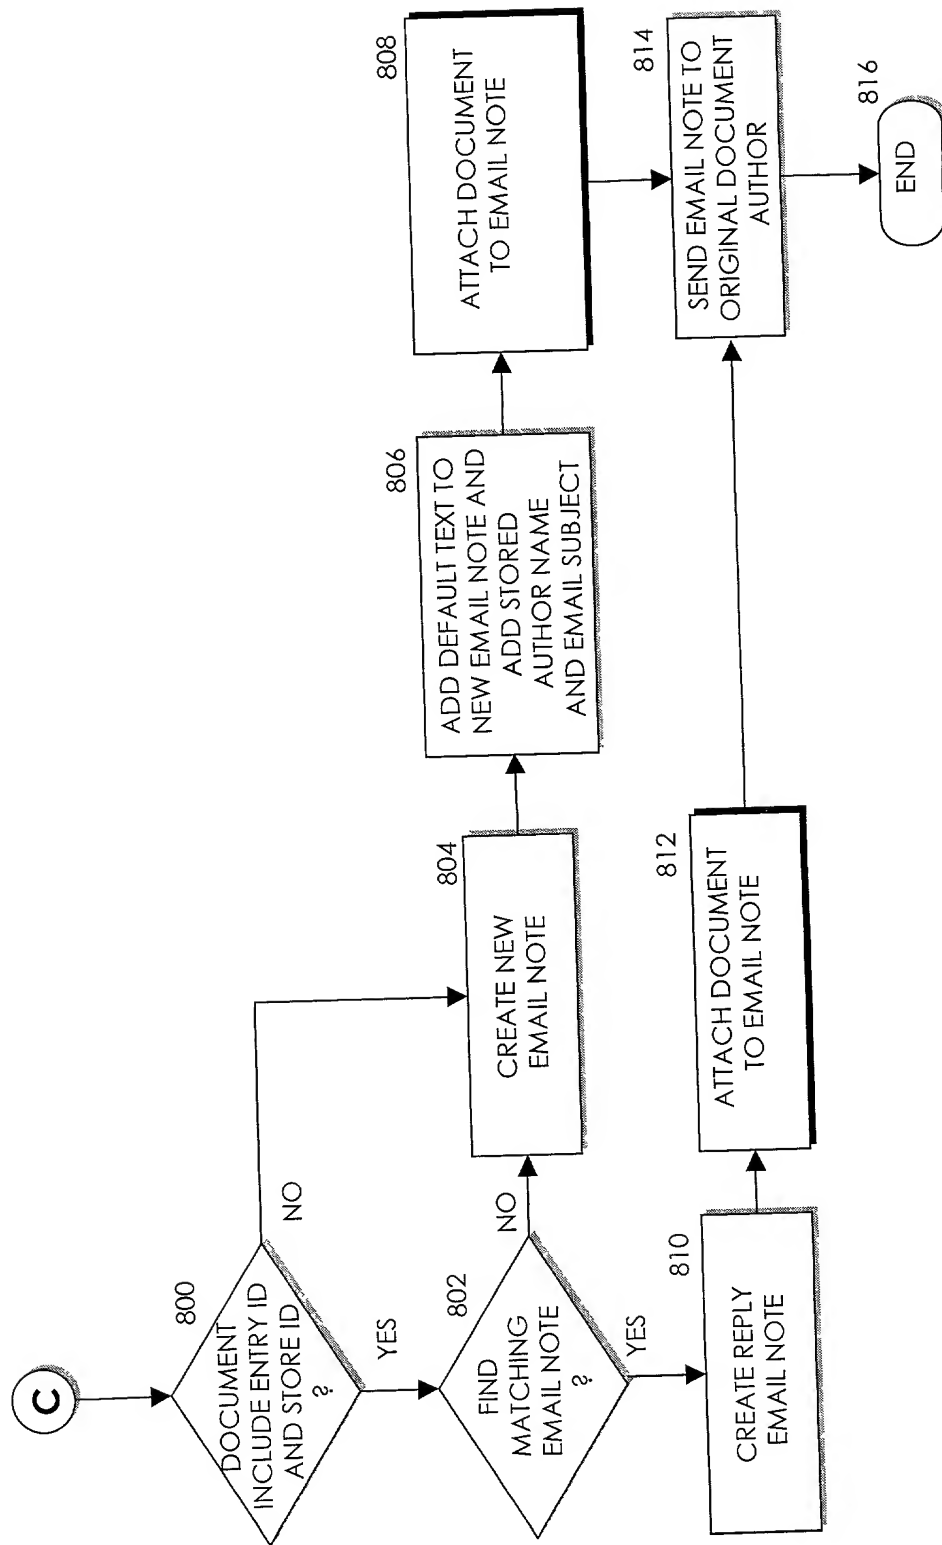 C
800
DOCUMENT
INCLUDE ENTRY ID
AND STORE ID
?
NO
YES
802
FIND
MATCHING
EMAIL NOTE
?
NO
YES
804
CREATE NEW
EMAIL NOTE
806
ADD DEFAULT TEXT TO
NEW EMAIL NOTE AND
ADD STORED
AUTHOR NAME
AND EMAIL SUBJECT
808
ATTACH DOCUMENT
TO EMAIL NOTE
810
CREATE REPLY
EMAIL NOTE
812
ATTACH DOCUMENT
TO EMAIL NOTE
814
SEND EMAIL NOTE TO
ORIGINAL DOCUMENT
AUTHOR
816
END